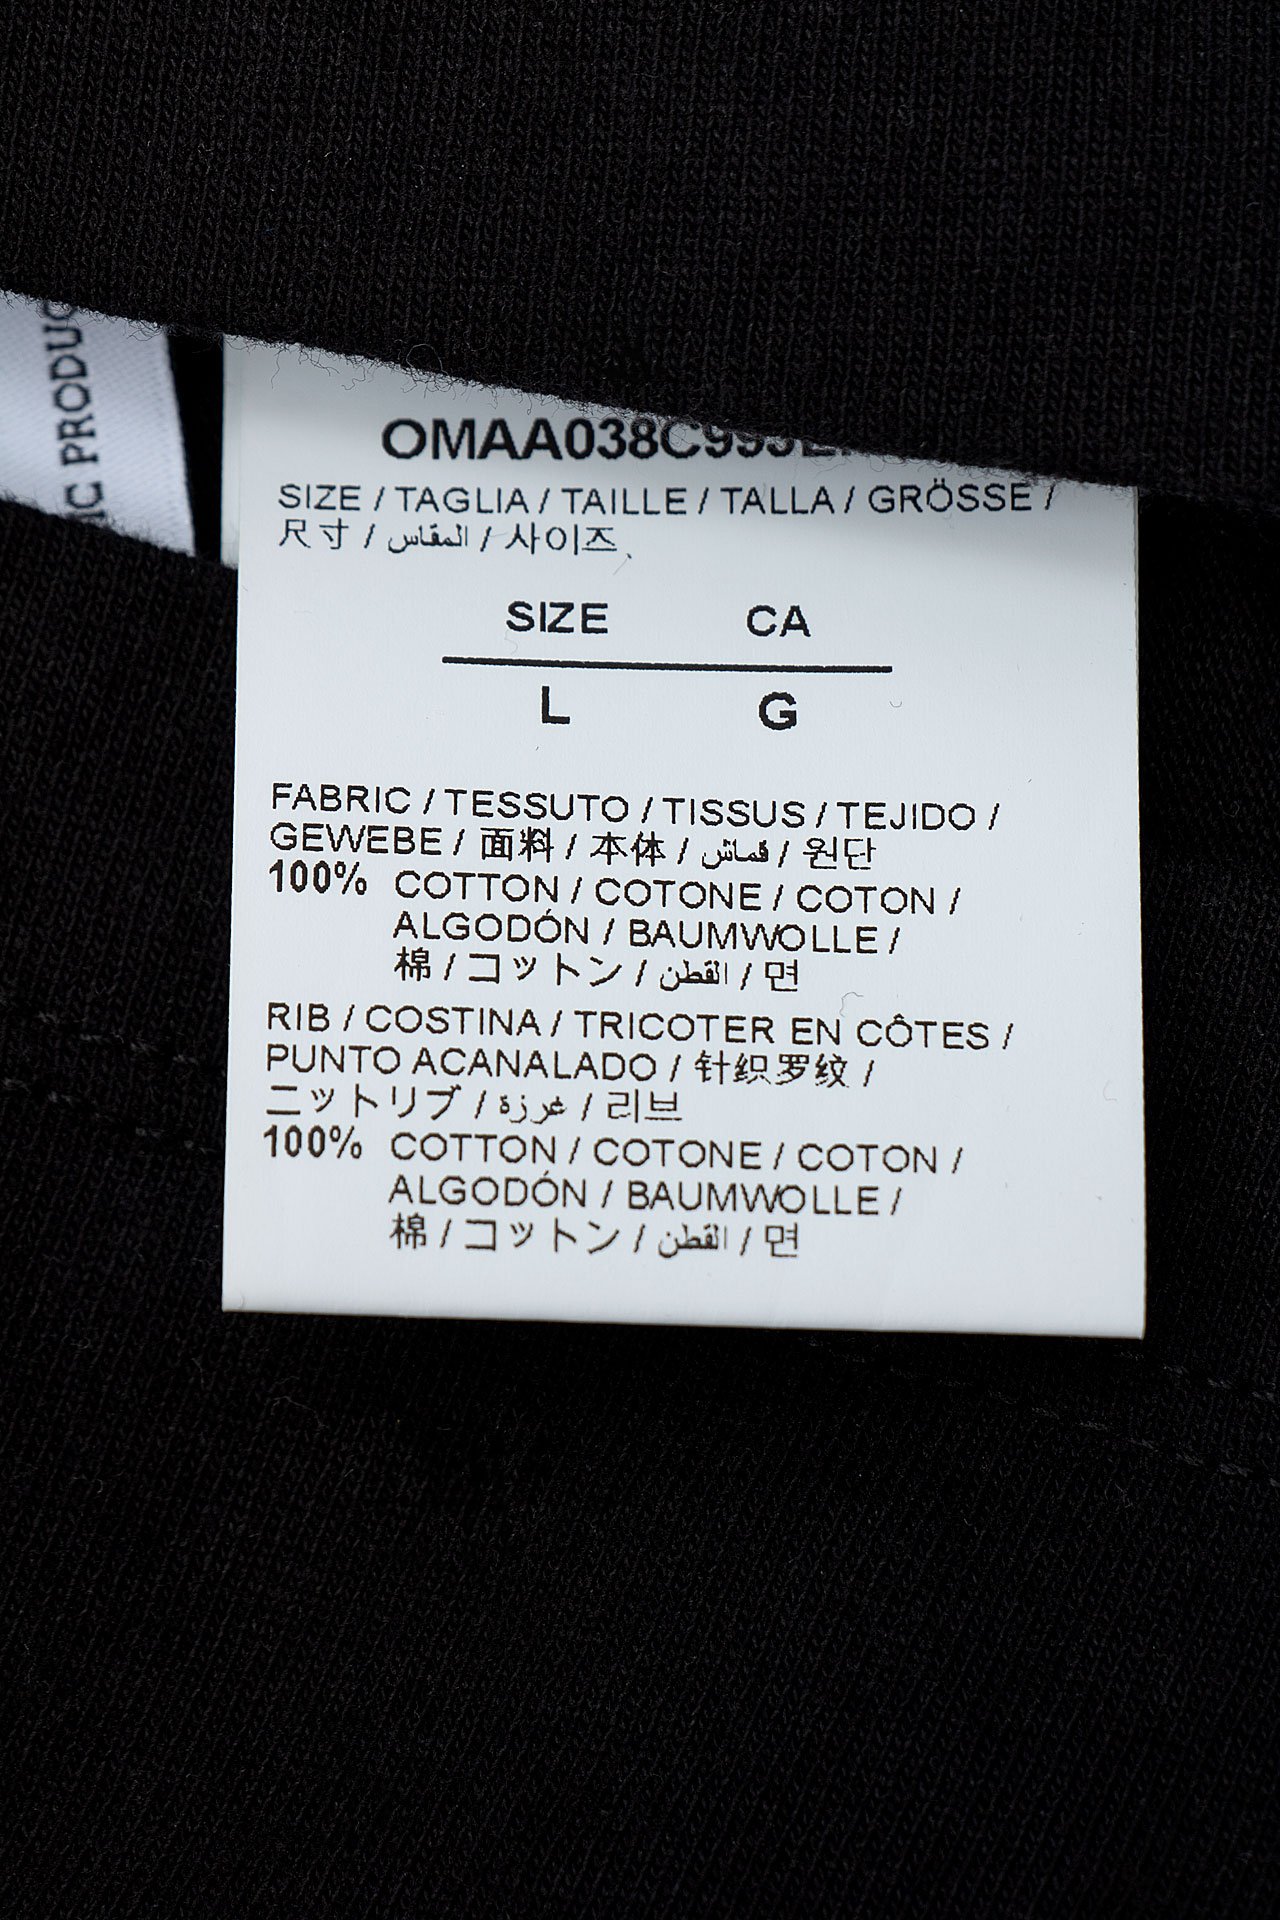 IC PRODUC
OMAA038C99
SIZE / TAGLIA / TAILLE / TALLA / GRÖSSE /
尺寸 / المقاس / 사이즈
SIZE CA
L G
FABRIC / TESSUTO / TISSUS / TEJIDO /
GEWEBE / 面料 / 本体 / قماش / 원단
100% COTTON / COTONE / COTON /
ALGODÓN / BAUMWOLLE /
棉 / コットン / القطن / 면
RIB / COSTINA / TRICOTER EN CÔTES /
PUNTO ACANALADO / 针织罗纹 /
ニットリブ / غرزة / 리브
100% COTTON / COTONE / COTON /
ALGODÓN / BAUMWOLLE /
棉 / コットン / القطن / 면